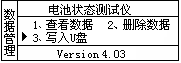 电池状态测试仪
数据管理
1、查看数据 2、删除数据
3、写入U盘
Version 4.03